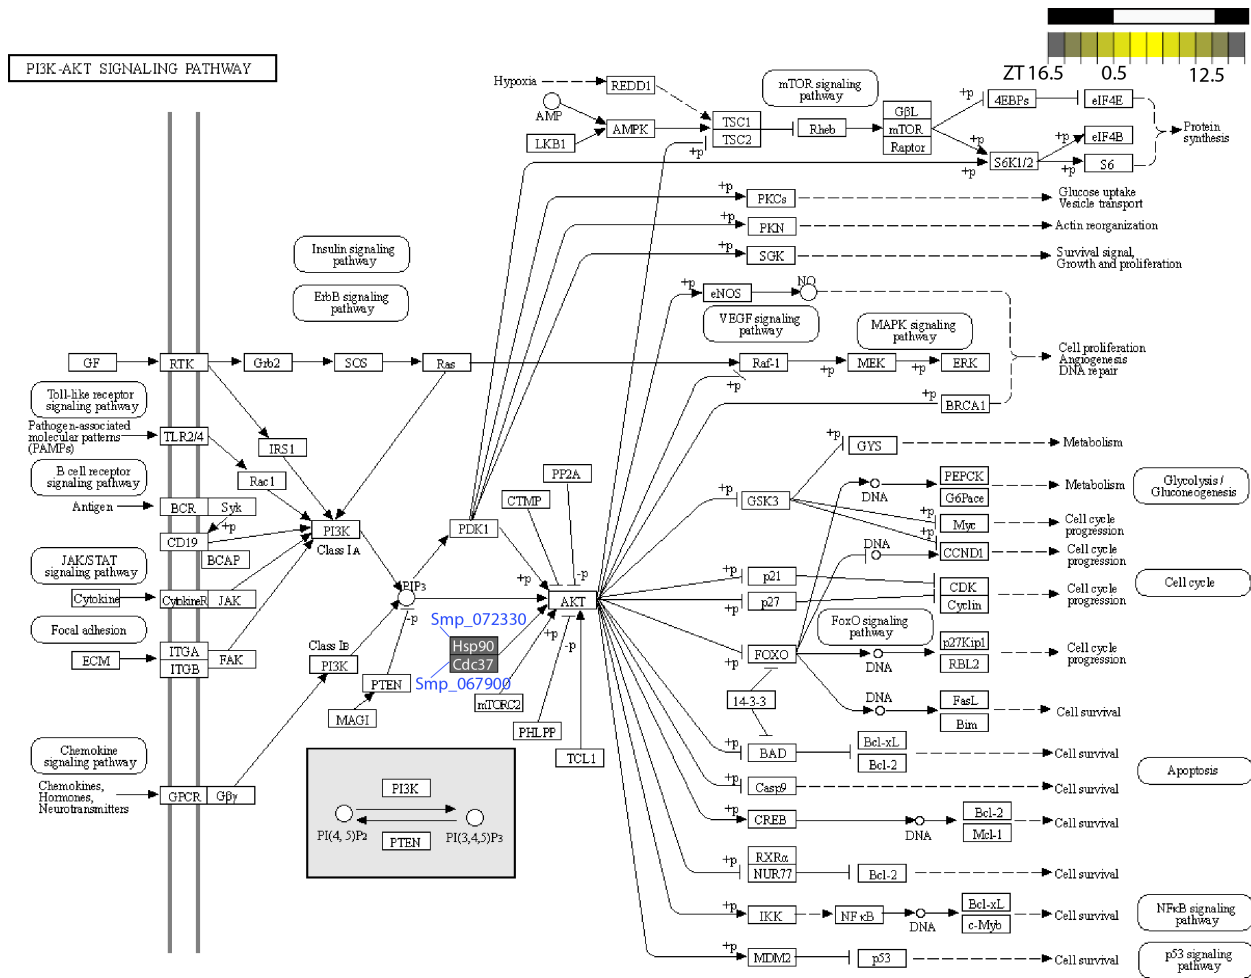 PI3K-AKT SIGNALING PATHWAY
ZT 16.5 0.5 12.5
Hypoxia
REDD1
mTOR signaling
pathway
AMP
LKB1
AMPK
TSC1
TSC2
+p
Rheb
GβL
mTOR
Raptor
+p
4EBPs
eIF4E
+p
S6K1/2
+p
+p
eIF4B
+p
S6
Protein
synthesis
+p
PKCs
Glucose uptake
Vesicle transport
+p
PKN
Actin reorganization
+p
SGK
Survival signal,
Growth and proliferation
Insulin signaling
pathway
ErbB signaling
pathway
+p
eNOS
NO
VEGF signaling
pathway
MAPK signaling
pathway
GF
RTK
Grb2
SOS
Ras
Raf-1
+p
+p
MEK
+p
ERK
Cell proliferation
Angiogenesis
DNA repair
+p
BRCA1
Toll-like receptor
signaling pathway
Pathogen-associated
molecular patterns
(PAMPs)
TLR2/4
IRS1
Rac1
B cell receptor
signaling pathway
Antigen
BCR
Syk
+p
CD19
BCAP
PI3K
Class IA
JAK/STAT
signaling pathway
Cytokine
CytokineR
JAK
Focal adhesion
ECM
ITGA
ITGB
FAK
Class IB
PI3K
PIP3
-p
PTEN
MAGI
PDK1
CTMP
PP2A
+p
-p
AKT
+p
-p
Smp_072330
Hsp90
Cdc37
Smp_067900
mTORC2
PHLPP
TCL1
+p
GYS
Metabolism
+p
GSK3
DNA
PEPCK
G6Pace
Metabolism
Glycolysis /
Gluconeogenesis
+p
Myc
Cell cycle
progression
DNA
+p
CCND1
Cell cycle
progression
+p
p21
+p
p27
CDK
Cyclin
Cell cycle
progression
Cell cycle
FoxO signaling
pathway
+p
FOXO
DNA
p27Kip1
RBL2
Cell cycle
progression
14-3-3
DNA
FasL
Bim
Cell survival
+p
BAD
Bcl-xL
Bcl-2
Cell survival
+p
Casp9
Cell survival
Apoptosis
+p
CREB
DNA
Bcl-2
Mcl-1
Cell survival
+p
RXRα
NUR77
Bcl-2
Cell survival
+p
IKK
NFκB
DNA
Bcl-xL
c-Myb
Cell survival
NFκB signaling
pathway
+p
MDM2
p53
Cell survival
p53 signaling
pathway
Chemokine
signaling pathway
Chemokines,
Hormones,
Neurotransmitters
GPCR
Gβγ
PI3K
PI(4, 5)P2
PI(3,4,5)P3
PTEN